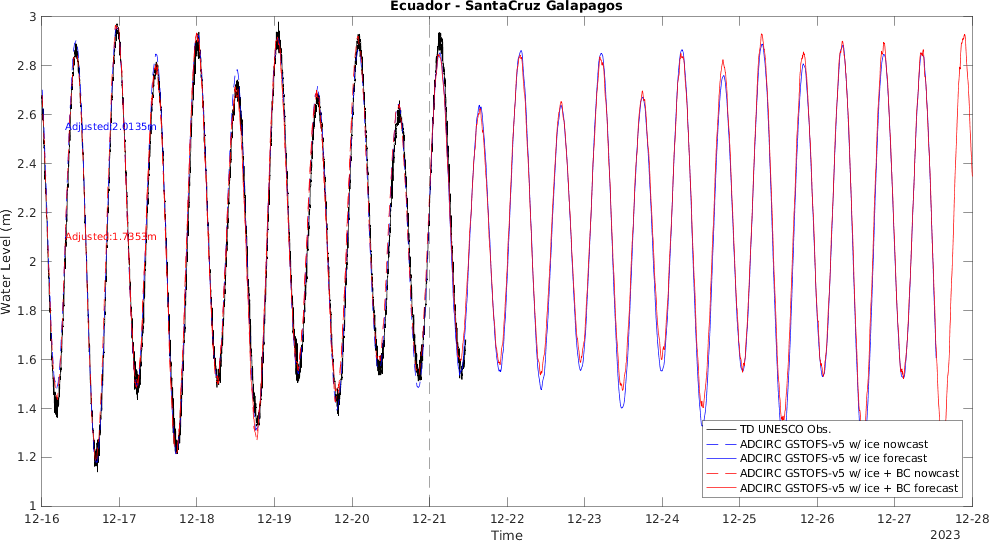 Ecuador - SantaCruz Galapagos
Water Level (m)
3
2.8
2.6
2.4
2.2
2
1.8
1.6
1.4
1.2
1
Adjusted:2.0135m
Adjusted:1.7353m
TD UNESCO Obs.
ADCIRC GSTOFS-v5 w/ ice nowcast
ADCIRC GSTOFS-v5 w/ ice forecast
ADCIRC GSTOFS-v5 w/ ice + BC nowcast
ADCIRC GSTOFS-v5 w/ ice + BC forecast
12-16 12-17 12-18 12-19 12-20 12-21 12-22 12-23 12-24 12-25 12-26 12-27 12-28
Time
2023